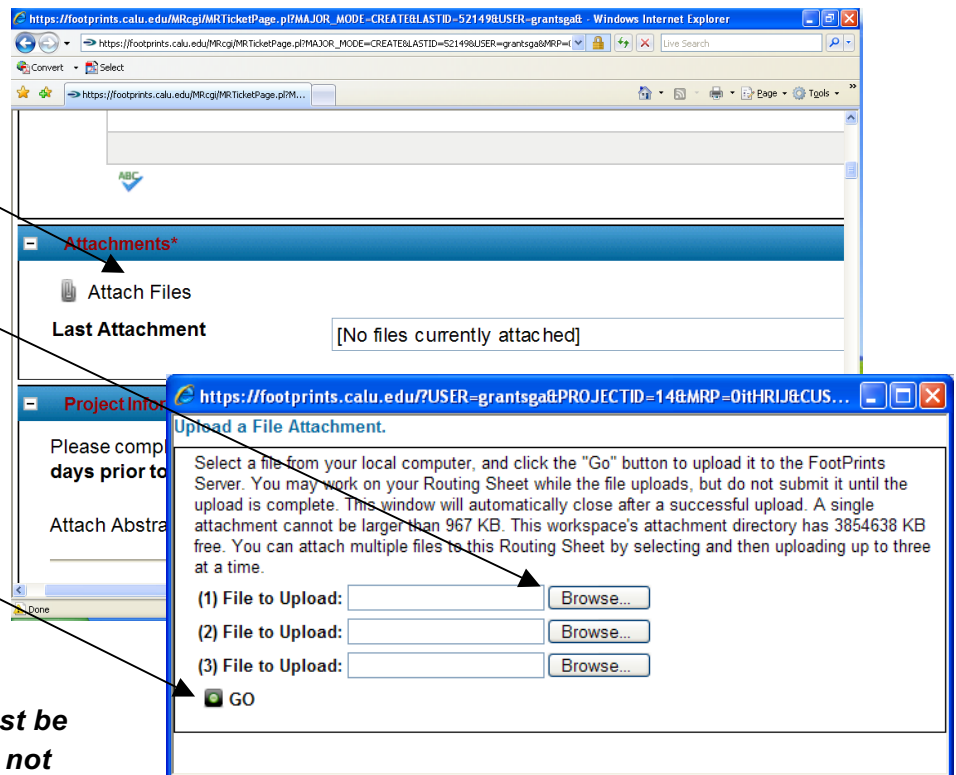 https://footprints.calu.edu/MRcgi/MRTicketPage.pl?MAJOR_MODE=CREATE&LASTID=52149&USER=grantsga& - Windows Internet Explorer
https://footprints.calu.edu/MRcgi/MRTicketPage.pl?MAJOR_MODE=CREATE&LASTID=52149&USER=grantsga&MRP=(
Live Search
Convert Select
https://footprints.calu.edu/MRcgi/MRTicketPage.pl?M...
Page Tools
ABC
Attachments*
Attach Files
Last Attachment [No files currently attached]
Project Infor
Please compl
days prior to
Attach Abstra
Done
https://footprints.calu.edu/?USER=grantsga&PROJECTID=14&MRP=0itHRIJ&CUS...
Upload a File Attachment.
Select a file from your local computer, and click the "Go" button to upload it to the FootPrints
Server. You may work on your Routing Sheet while the file uploads, but do not submit it until the
upload is complete. This window will automatically close after a successful upload. A single
attachment cannot be larger than 967 KB. This workspace's attachment directory has 3854638 KB
free. You can attach multiple files to this Routing Sheet by selecting and then uploading up to three
at a time.
(1) File to Upload: Browse...
(2) File to Upload: Browse...
(3) File to Upload: Browse...
GO
st be
not